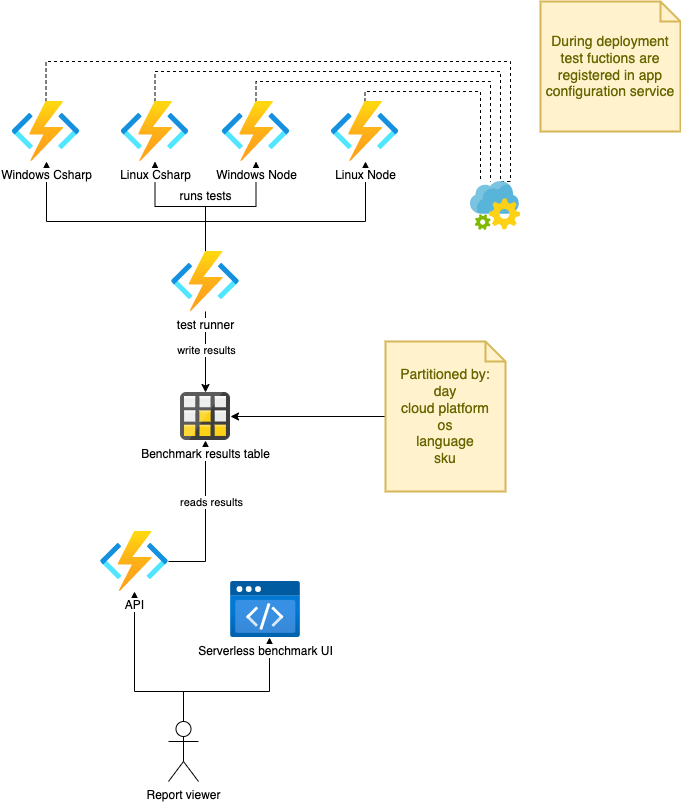 During deployment
test fuctions are
registered in app
configuration service
Windows Csharp
Linux Csharp
Windows Node
Linux Node
runs tests
test runner
write results
Partitioned by:
day
cloud platform
os
language
sku
Benchmark results table
reads results
API
Serverless benchmark UI
Report viewer